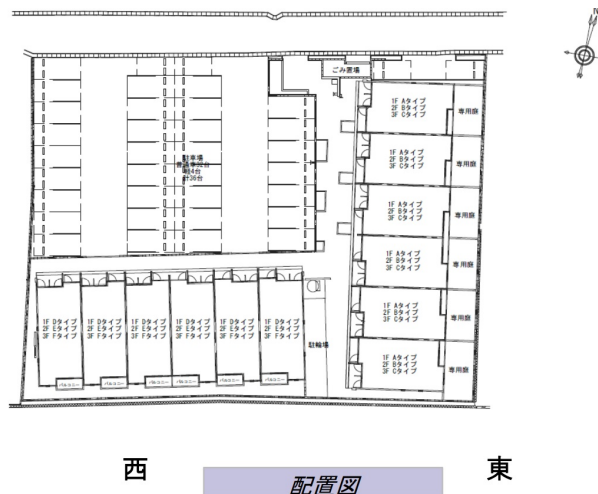 N
ごみ置場
1F Aタイプ
2F Bタイプ
3F Cタイプ
専用庭
1F Aタイプ
2F Bタイプ
3F Cタイプ
専用庭
駐車場
計36台
1F Aタイプ
2F Bタイプ
3F Cタイプ
専用庭
1F Aタイプ
2F Bタイプ
3F Cタイプ
専用庭
1F Aタイプ
2F Bタイプ
3F Cタイプ
専用庭
1F Aタイプ
2F Bタイプ
3F Cタイプ
専用庭
1F Dタイプ
2F Eタイプ
3F Fタイプ
1F Dタイプ
2F Eタイプ
3F Fタイプ
1F Dタイプ
2F Eタイプ
3F Fタイプ
1F Dタイプ
2F Eタイプ
3F Fタイプ
1F Dタイプ
2F Eタイプ
3F Fタイプ
1F Dタイプ
2F Eタイプ
3F Fタイプ
駐輪場
バルコニー
バルコニー
バルコニー
バルコニー
バルコニー
バルコニー
西
配置図
東